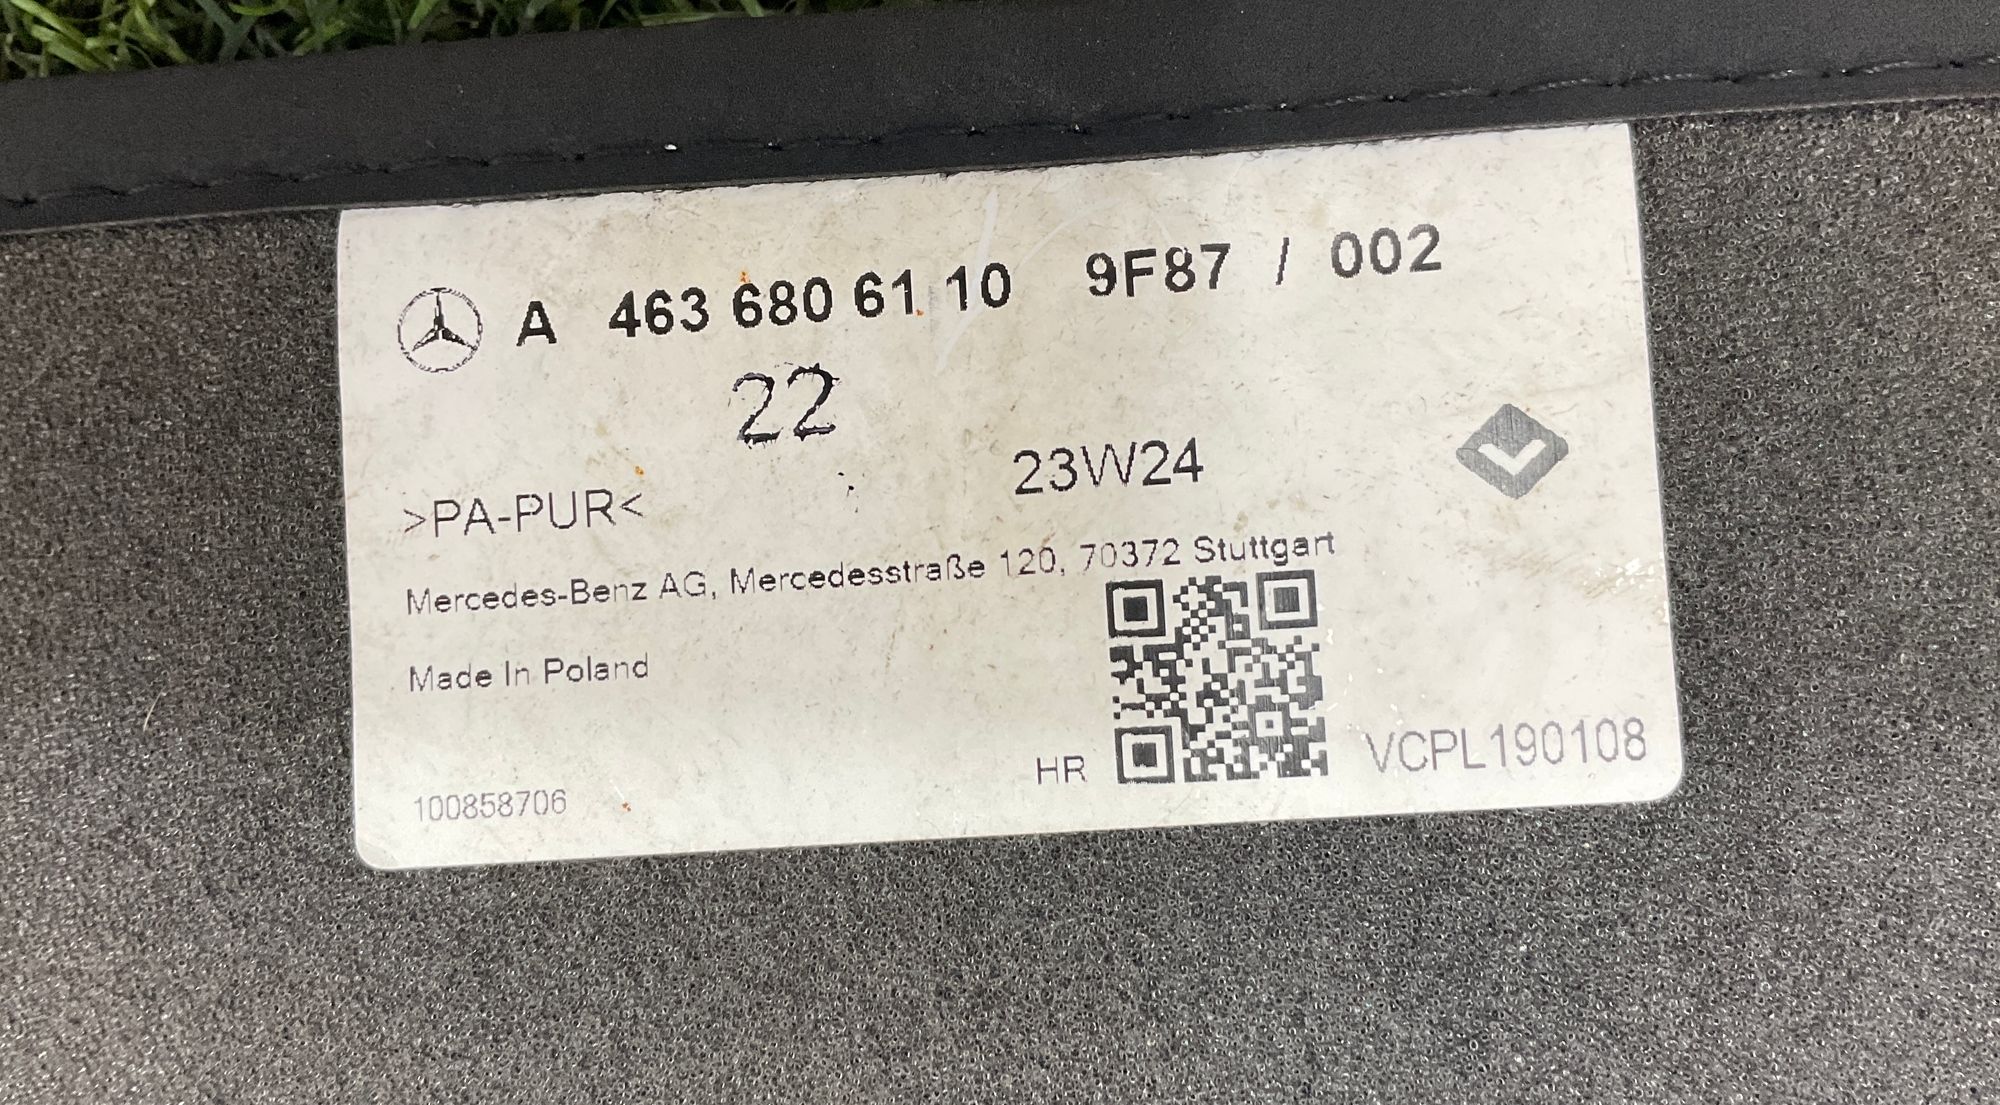 A 463 680 61 10 9F87 / 002
22
23W24
>PA-PUR<
Mercedes-Benz AG, Mercedesstraße 120, 70372 Stuttgart
Made In Poland
HR VCPL190108
100858706